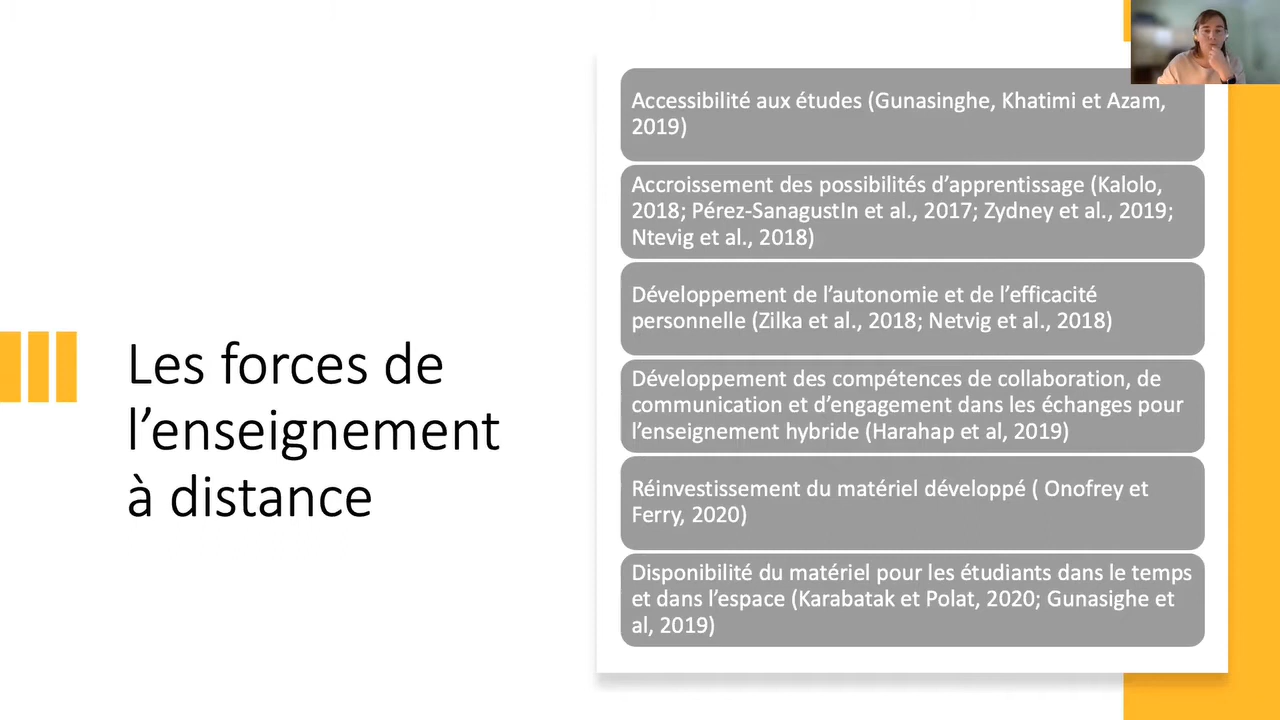 Les forces de
l’enseignement
à distance
Accessibilité aux études (Gunasinghe, Khatimi et Azam,
2019)
Accroissement des possibilités d’apprentissage (Kalolo,
2018; Pérez-SanagustIn et al., 2017; Zydney et al., 2019;
Ntevig et al., 2018)
Développement de l’autonomie et de l’efficacité
personnelle (Zilka et al., 2018; Netvig et al., 2018)
Développement des compétences de collaboration, de
communication et d’engagement dans les échanges pour
l’enseignement hybride (Harahap et al, 2019)
Réinvestissement du matériel développé ( Onofrey et
Ferry, 2020)
Disponibilité du matériel pour les étudiants dans le temps
et dans l’espace (Karabatak et Polat, 2020; Gunasighe et
al, 2019)